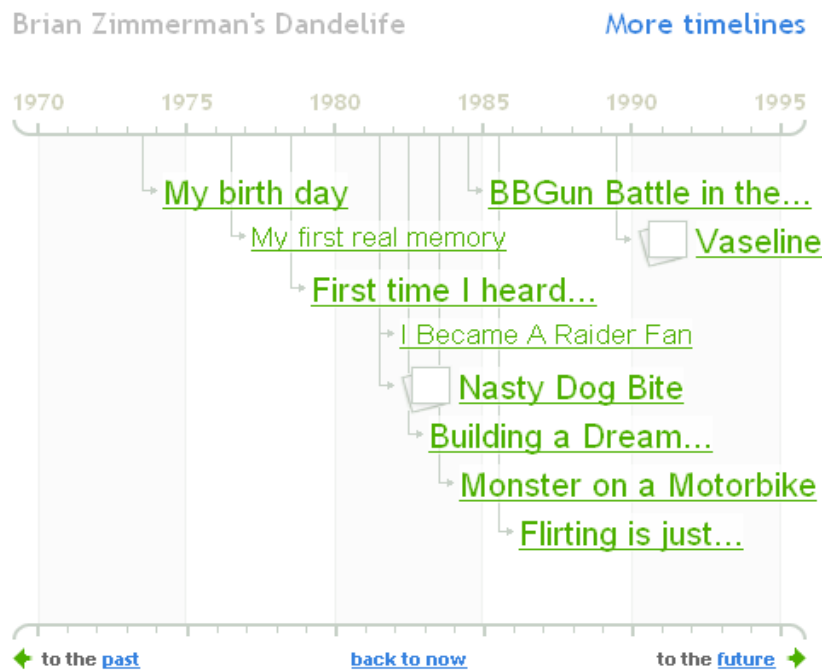 Brian Zimmerman's Dandelife More timelines
1970 1975 1980 1985 1990 1995
My birth day BBGun Battle in the...
My first real memory Vaseline
First time I heard...
I Became A Raider Fan
Nasty Dog Bite
Building a Dream...
Monster on a Motorbike
Flirting is just...
to the past back to now to the future